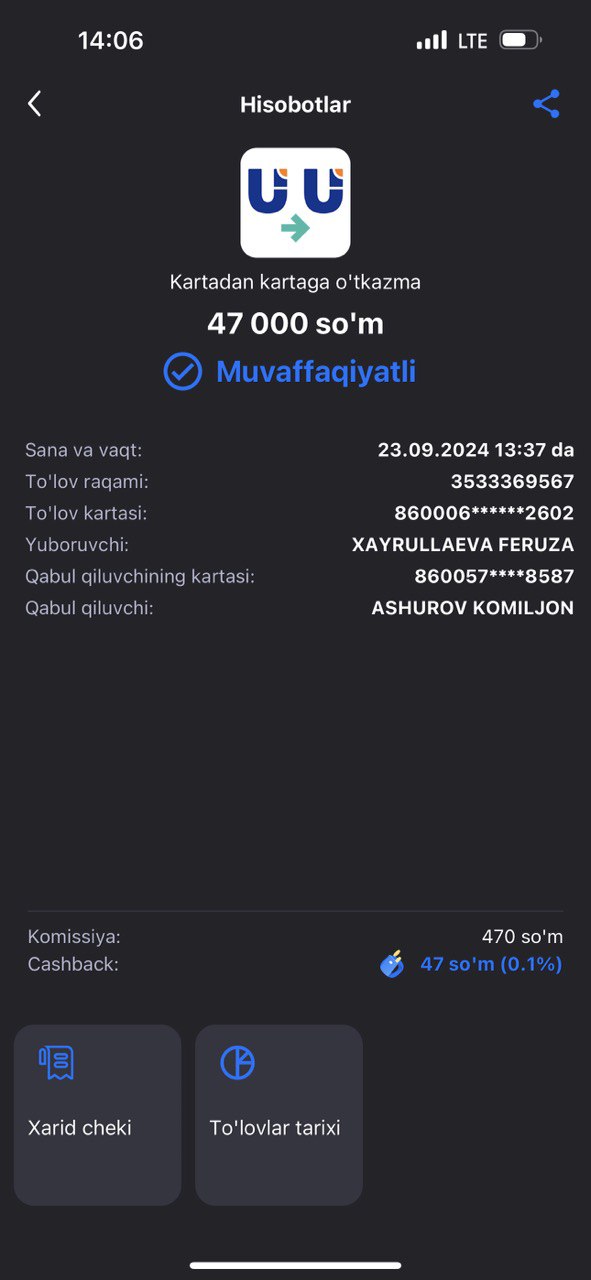 14:06 LTE
Hisobotlar
Kartadan kartaga o'tkazma
47 000 so'm
Muvaffaqiyatli
Sana va vaqt: 23.09.2024 13:37 da
To'lov raqami: 3533369567
To'lov kartasi: 860006******2602
Yuboruvchi: XAYRULLAEVA FERUZA
Qabul qiluvchining kartasi: 860057****8587
Qabul qiluvchi: ASHUROV KOMILJON
Komissiya: 470 so'm
Cashback: 47 so'm (0.1%)
Xarid cheki To'lovlar tarixi